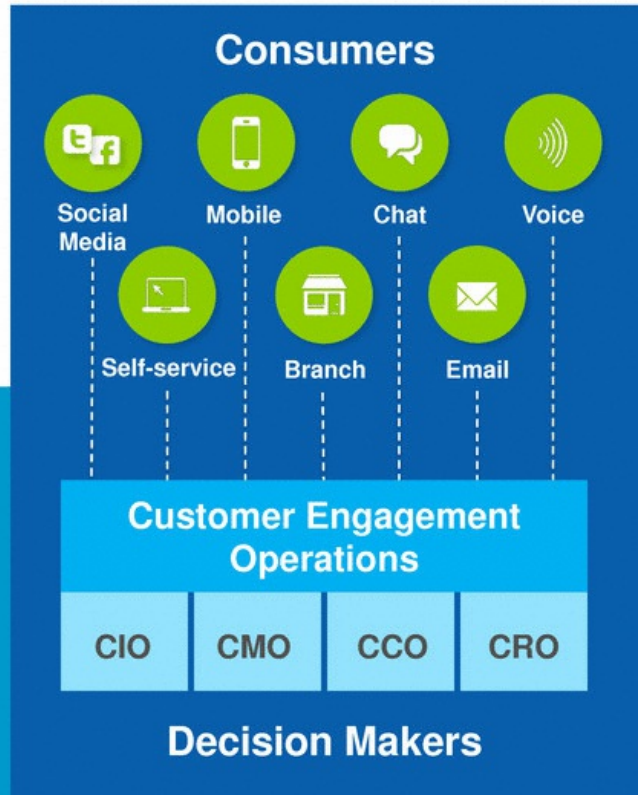 Consumers
Social
Media
Mobile
Chat
Voice
Self-service
Branch
Email
Customer Engagement
Operations
CIO
CMO
CCO
CRO
Decision Makers